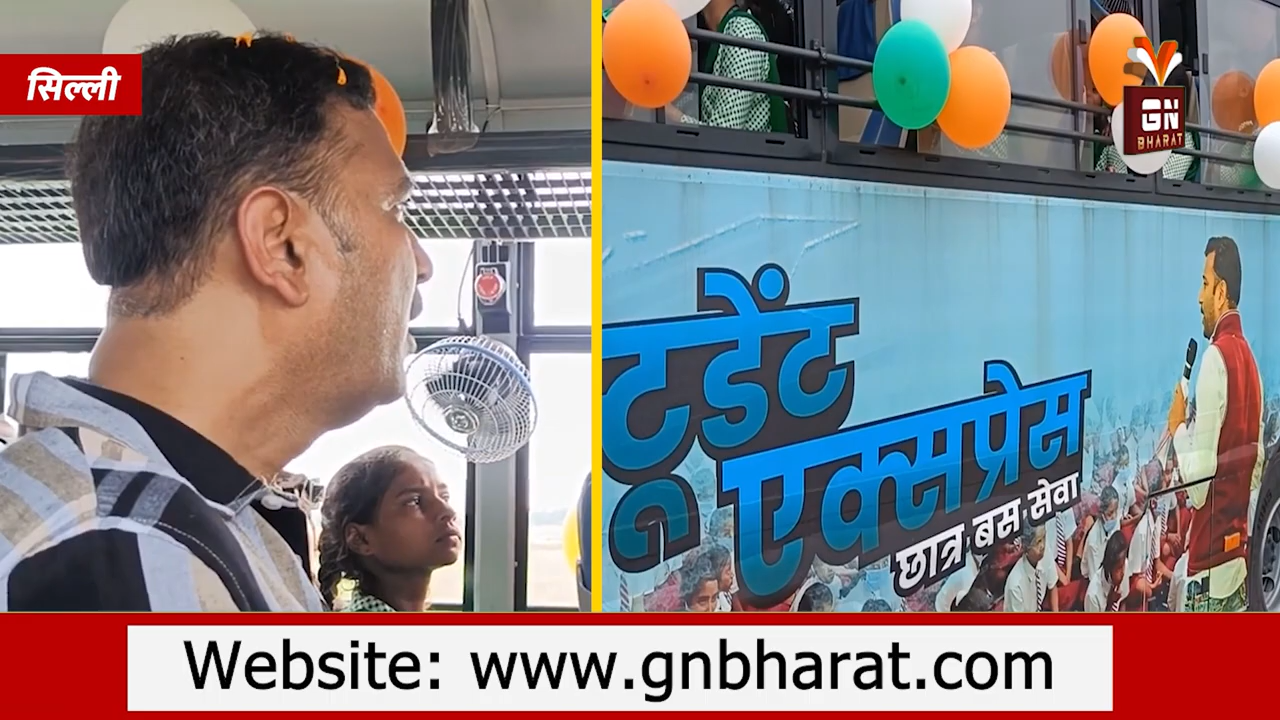 सिल्ली
GN
BHARAT
टूडेंट
एक्सप्रेस
छात्र बस सेवा
Website: www.gnbharat.com